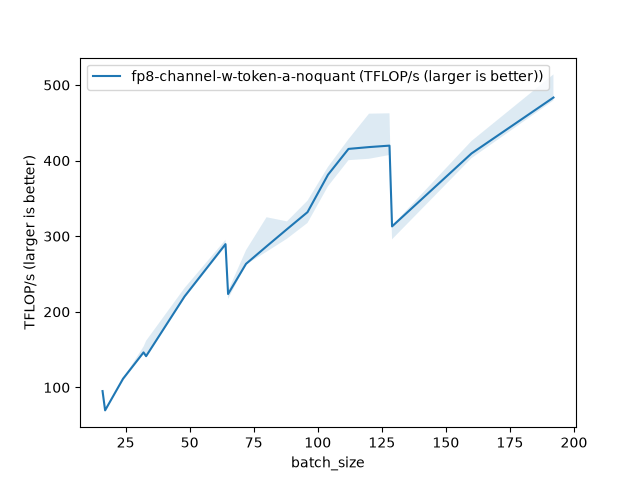 fp8-channel-w-token-a-noquant (TFLOP/s (larger is better))
TFLOP/s (larger is better)
500
400
300
200
100
25 50 75 100 125 150 175 200
batch_size